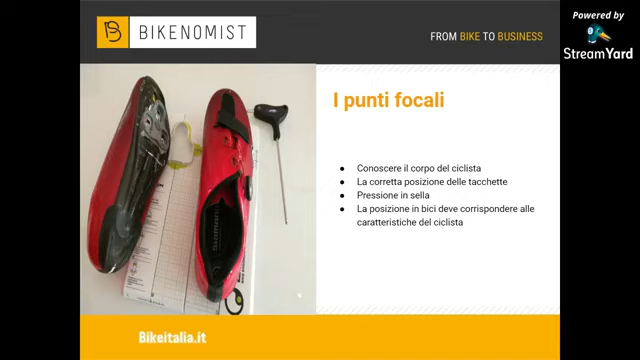 BIKENOMIST
FROM BIKE TO BUSINESS
Powered by
StreamYard
I punti focali
● Conoscere il corpo del ciclista
● La corretta posizione delle tacchette
● Pressione in sella
● La posizione in bici deve corrispondere alle
caratteristiche del ciclista
SHIMANO
Bikeitalia.it